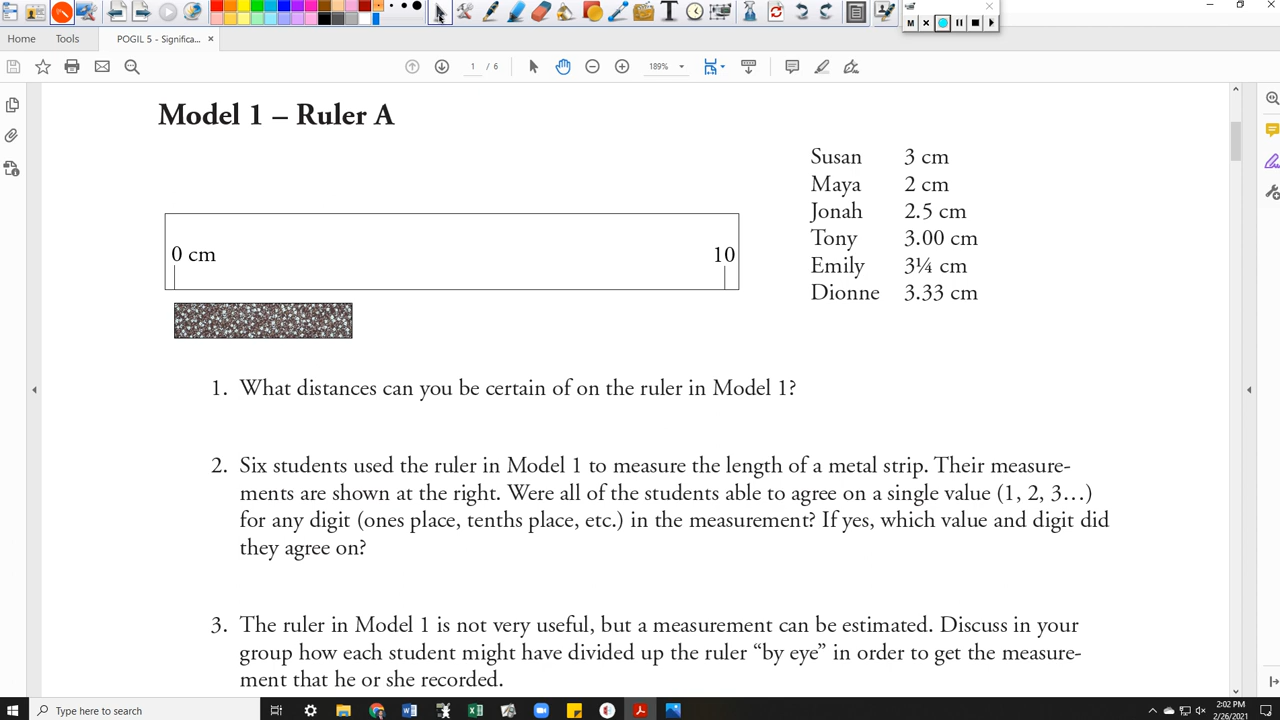 M
Home
Tools
POGIL 5 - Significa...
1 / 6
189%
Model 1 – Ruler A
Susan 3 cm
Maya 2 cm
Jonah 2.5 cm
Tony 3.00 cm
Emily 3¼ cm
Dionne 3.33 cm
0 cm 10
1. What distances can you be certain of on the ruler in Model 1?
2. Six students used the ruler in Model 1 to measure the length of a metal strip. Their measure-
ments are shown at the right. Were all of the students able to agree on a single value (1, 2, 3…)
for any digit (ones place, tenths place, etc.) in the measurement? If yes, which value and digit did
they agree on?
3. The ruler in Model 1 is not very useful, but a measurement can be estimated. Discuss in your
group how each student might have divided up the ruler “by eye” in order to get the measure-
ment that he or she recorded.
Type here to search
2:02 PM
2/26/2021